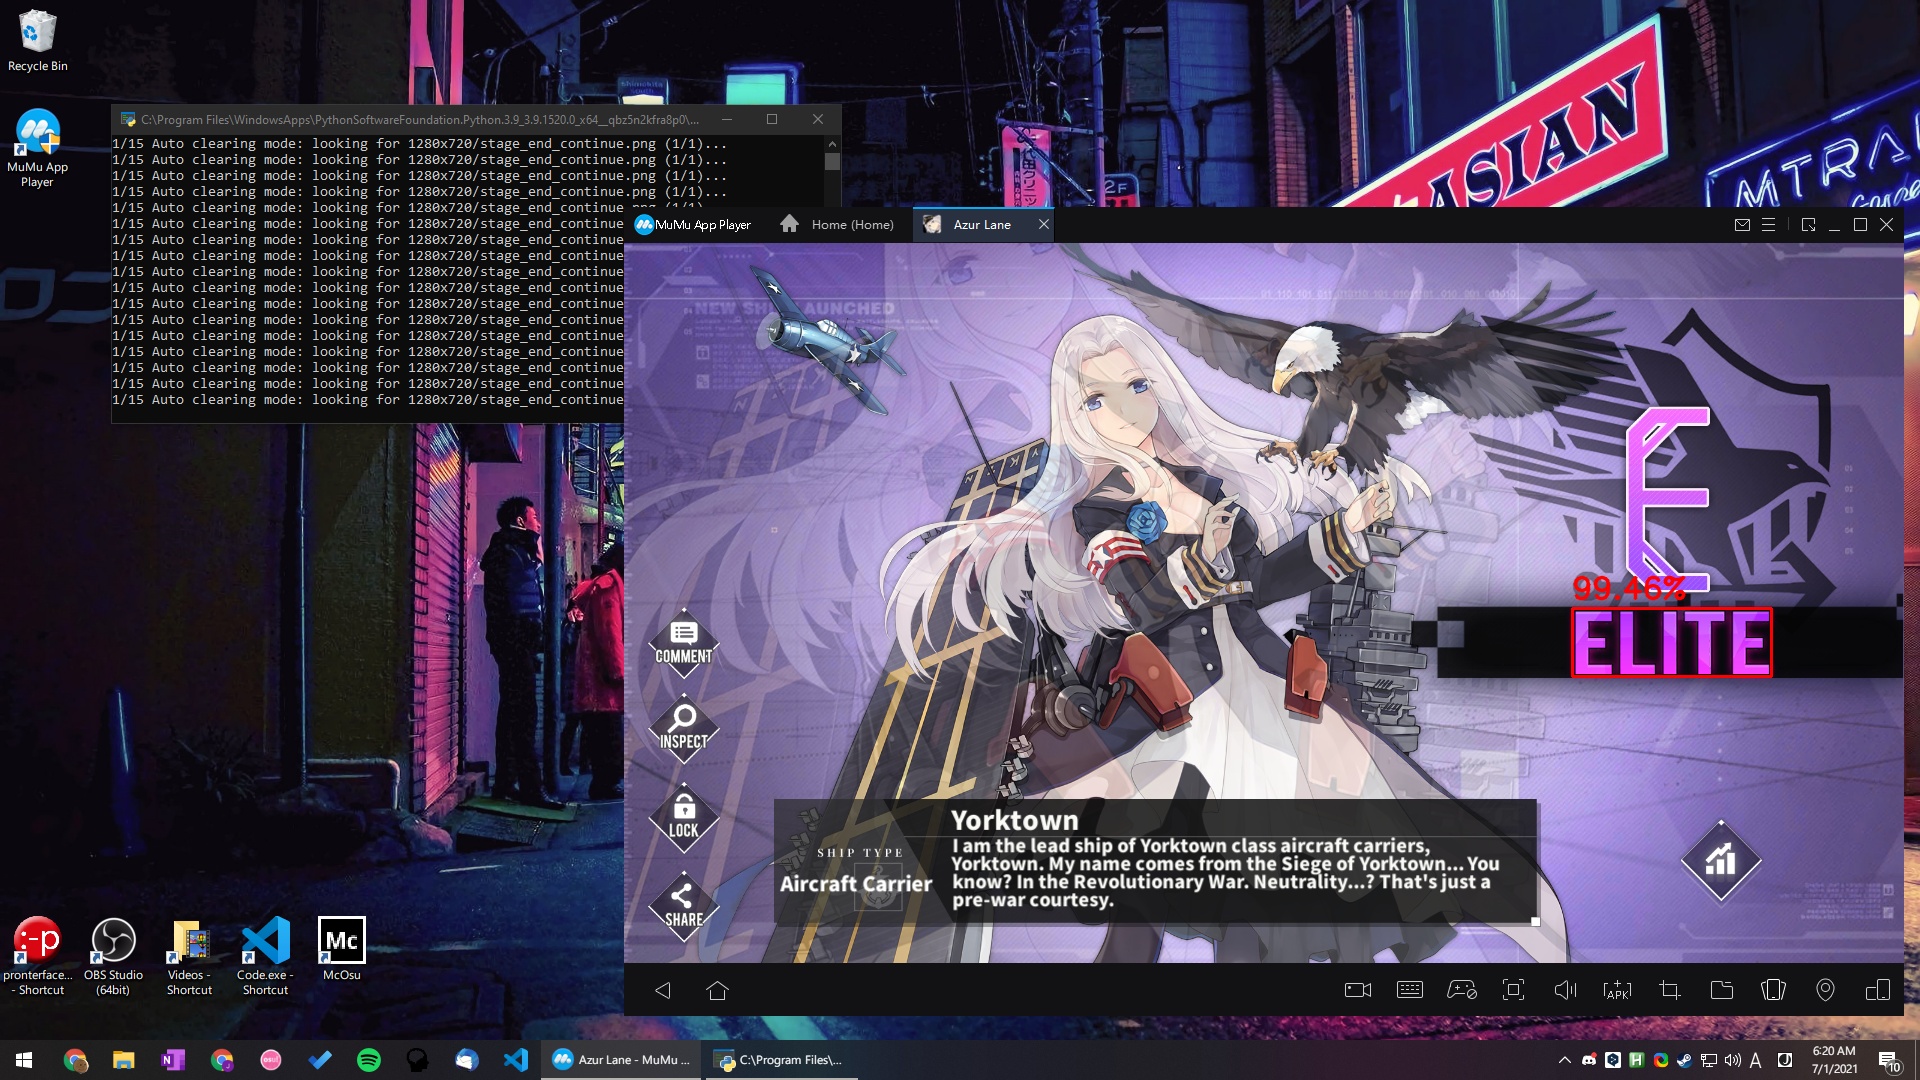 Recycle Bin
MuMu App
Player
C:\Program Files\WindowsApps\PythonSoftwareFoundation.Python.3.9_3.9.1520.0_x64__qbz5n2kfra8p0\...
1/15 Auto clearing mode: looking for 1280x720/stage_end_continue.png (1/1)...
1/15 Auto clearing mode: looking for 1280x720/stage_end_continue.png (1/1)...
1/15 Auto clearing mode: looking for 1280x720/stage_end_continue.png (1/1)...
1/15 Auto clearing mode: looking for 1280x720/stage_end_continue.png (1/1)...
1/15 Auto clearing mode: looking for 1280x720/stage_end_continue.png (1/1)...
1/15 Auto clearing mode: looking for 1280x720/stage_end_continue
1/15 Auto clearing mode: looking for 1280x720/stage_end_continue
1/15 Auto clearing mode: looking for 1280x720/stage_end_continue
1/15 Auto clearing mode: looking for 1280x720/stage_end_continue
1/15 Auto clearing mode: looking for 1280x720/stage_end_continue
1/15 Auto clearing mode: looking for 1280x720/stage_end_continue
1/15 Auto clearing mode: looking for 1280x720/stage_end_continue
1/15 Auto clearing mode: looking for 1280x720/stage_end_continue
1/15 Auto clearing mode: looking for 1280x720/stage_end_continue
1/15 Auto clearing mode: looking for 1280x720/stage_end_continue
1/15 Auto clearing mode: looking for 1280x720/stage_end_continue
1/15 Auto clearing mode: looking for 1280x720/stage_end_continue
2F
ASIAN
MTRA
MuMu App Player
Home (Home)
Azur Lane
NEW SHIP LAUNCHED
E
99.46%
ELITE
COMMENT
INSPECT
LOCK
SHARE
SHIP TYPE
Aircraft Carrier
Yorktown
I am the lead ship of Yorktown class aircraft carriers,
Yorktown. My name comes from the Siege of Yorktown... You
know? In the Revolutionary War. Neutrality...? That's just a
pre-war courtesy.
APK
:-p
pronterface...
- Shortcut
OBS Studio
(64bit)
Videos -
Shortcut
Code.exe -
Shortcut
Mc
McOsu
Azur Lane - MuMu ...
C:\Program Files\...
A
6:20 AM
7/1/2021
10